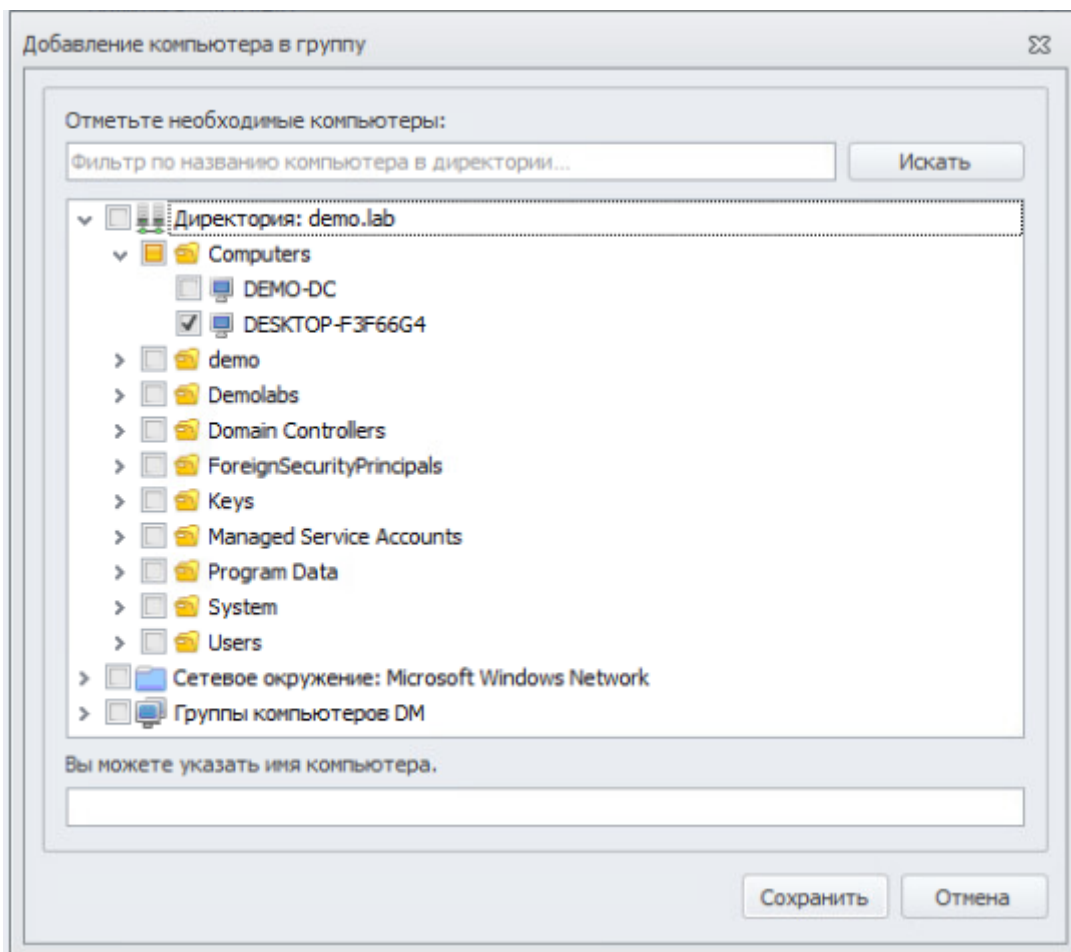 Добавление компьютера в группу
Отметьте необходимые компьютеры:
Фильтр по названию компьютера в директории...
Искать
Директория: demo.lab
Computers
DEMO-DC
DESKTOP-F3F66G4
demo
Demolabs
Domain Controllers
ForeignSecurityPrincipals
Keys
Managed Service Accounts
Program Data
System
Users
Сетевое окружение: Microsoft Windows Network
Группы компьютеров DM
Вы можете указать имя компьютера.
Сохранить
Отмена